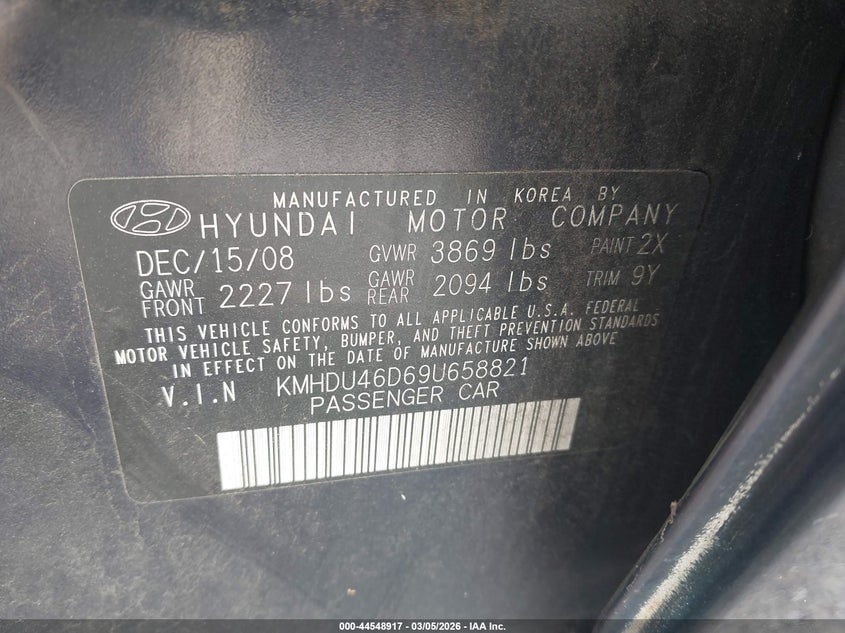 MANUFACTURED IN KOREA BY
HYUNDAI MOTOR COMPANY
DEC/15/08 GVWR 3869 lbs PAINT 2X
GAWR FRONT 2227 lbs GAWR REAR 2094 lbs TRIM 9Y
THIS VEHICLE CONFORMS TO ALL APPLICABLE U.S.A. FEDERAL
MOTOR VEHICLE SAFETY, BUMPER, AND THEFT PREVENTION STANDARDS
IN EFFECT ON THE DATE OF MANUFACTURE SHOWN ABOVE
V.I.N KMHDU46D69U658821
PASSENGER CAR
000-44548917 — 03/05/2026 — IAA Inc.